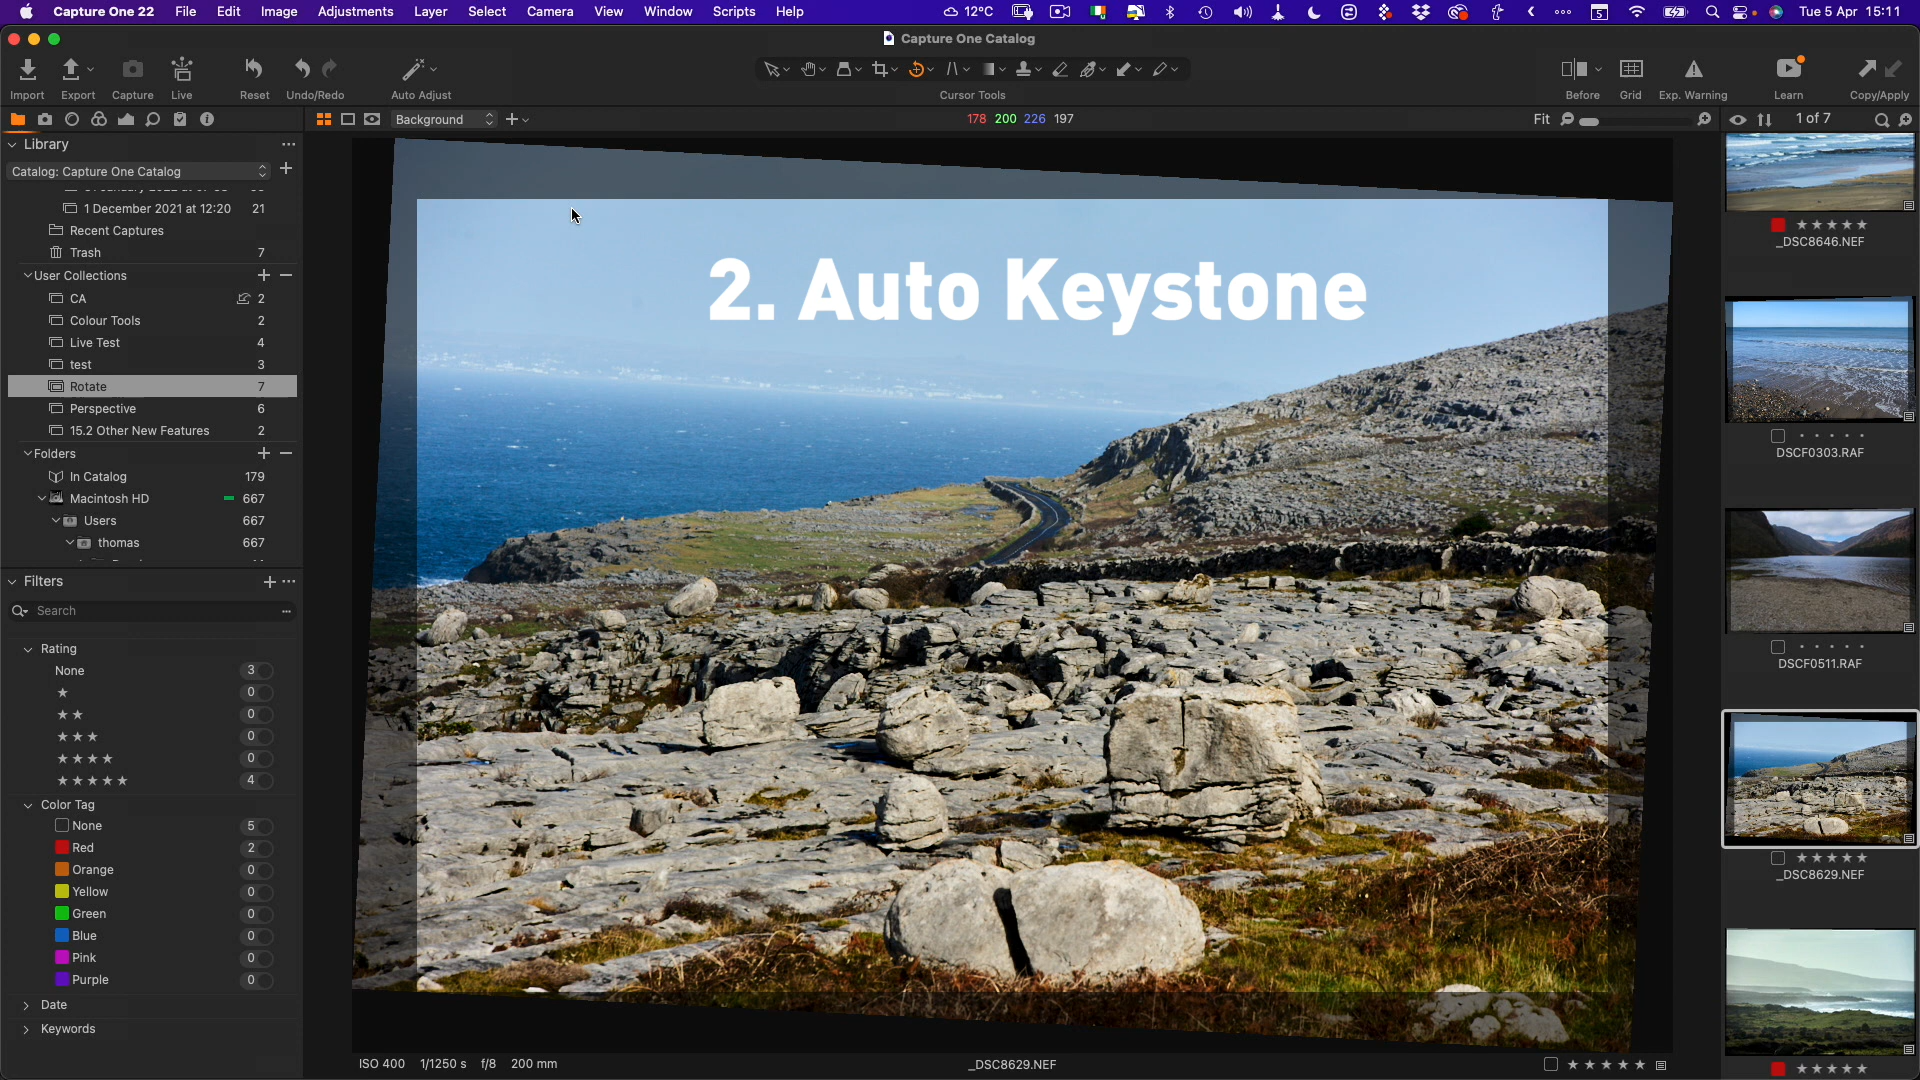 Capture One 22 File Edit Image Adjustments Layer Select Camera View Window Scripts Help 12°C 5 Tue 5 Apr 15:11
Capture One Catalog
Import Export Capture Live Reset Undo/Redo Auto Adjust Cursor Tools Before Grid Exp. Warning Learn Copy/Apply
Background 178 200 226 197 Fit 1 of 7
Library
Catalog: Capture One Catalog
1 December 2021 at 12:20 21
Recent Captures
Trash 7
User Collections
CA 2
Colour Tools 2
Live Test 4
test 3
Rotate 7
Perspective 6
15.2 Other New Features 2
Folders
In Catalog 179
Macintosh HD 667
Users 667
thomas 667
Filters
Search
Rating
None 3
★ 0
★★ 0
★★★ 0
★★★★ 0
★★★★★ 4
Color Tag
None 5
Red 2
Orange 0
Yellow 0
Green 0
Blue 0
Pink 0
Purple 0
Date
Keywords
2. Auto Keystone
ISO 400 1/1250 s f/8 200 mm _DSC8629.NEF
_DSC8646.NEF
DSCF0303.RAF
DSCF0511.RAF
_DSC8629.NEF